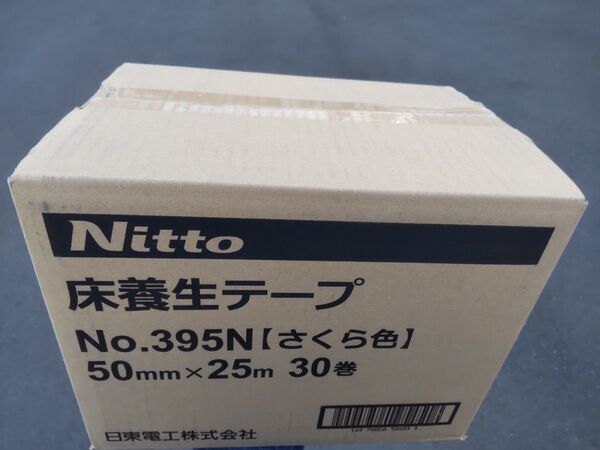 Nitto
床養生テープ
No.395N【さくら色】
50mm×25m 30巻
日東電工株式会社